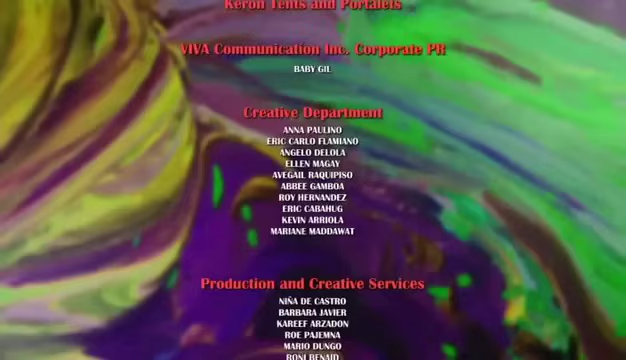 Keron Tents and Portalets
VIVA Communication Inc. Corporate PR
BABY GIL
Creative Department
ANNA PAULINO
ERIC CARLO FLAMIANO
ANGELO DELOLA
ELLEN MAGAY
AVEGAIL RAQUIPISO
ABBEE GAMBOA
ROY HERNANDEZ
ERIC CABAHUG
KEVIN ARRIOLA
MARIANE MADDAWAT
Production and Creative Services
NIÑA DE CASTRO
BARBARA JAVIER
KAREEF ARZADON
ROE PAJEMNA
MARIO DUNGO
RONI BENAID